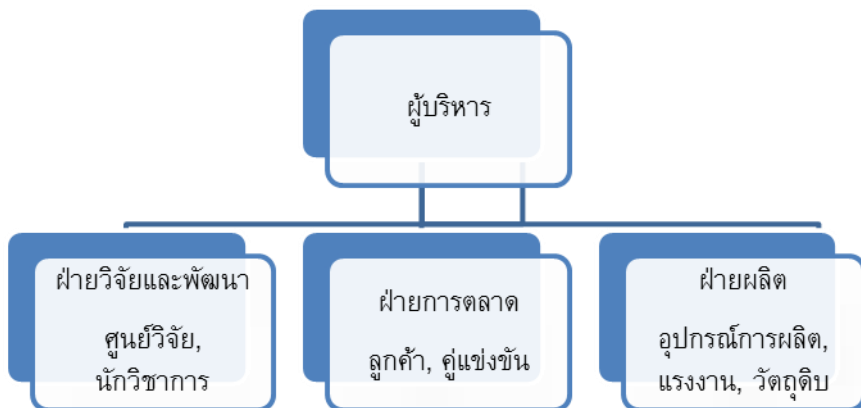 ผู้บริหาร
ฝ่ายวิจัยและพัฒนา
ศูนย์วิจัย,
นักวิชาการ
ฝ่ายการตลาด
ลูกค้า, คู่แข่งขัน
ฝ่ายผลิต
อุปกรณ์การผลิต,
แรงงาน, วัตถุดิบ